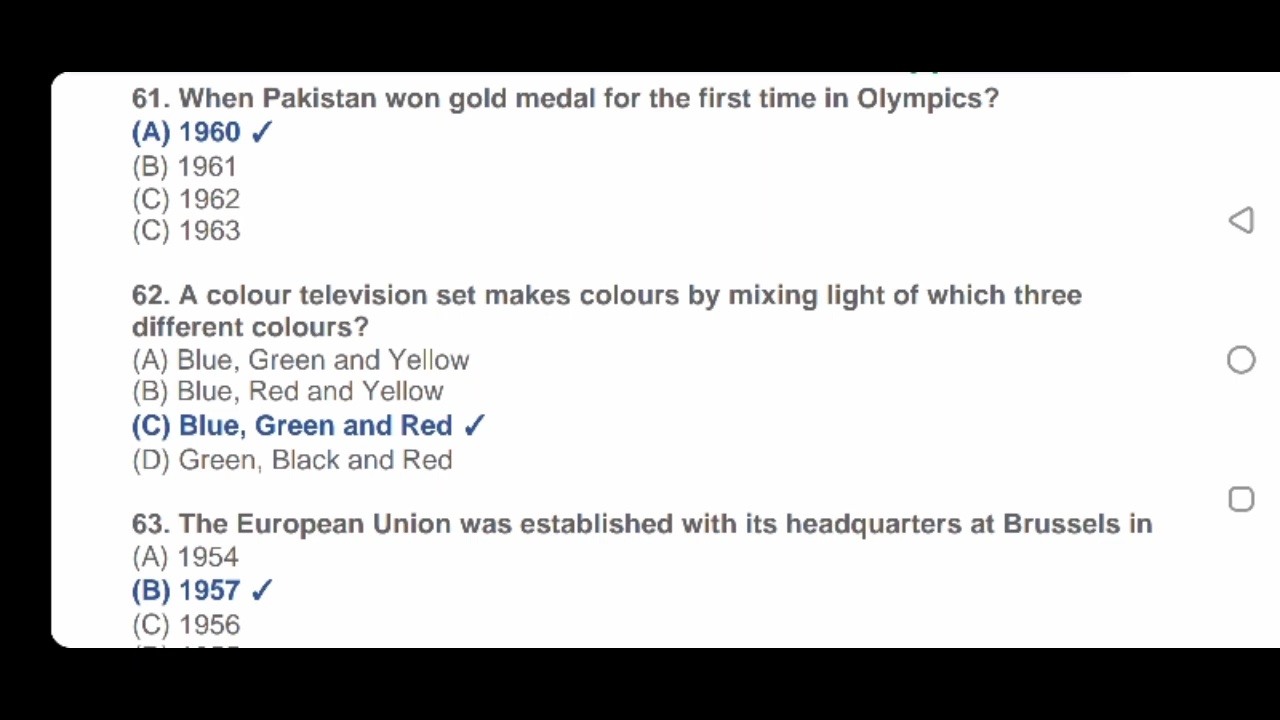 61. When Pakistan won gold medal for the first time in Olympics?
(A) 1960 ✓
(B) 1961
(C) 1962
(C) 1963
62. A colour television set makes colours by mixing light of which three
different colours?
(A) Blue, Green and Yellow
(B) Blue, Red and Yellow
(C) Blue, Green and Red ✓
(D) Green, Black and Red
63. The European Union was established with its headquarters at Brussels in
(A) 1954
(B) 1957 ✓
(C) 1956